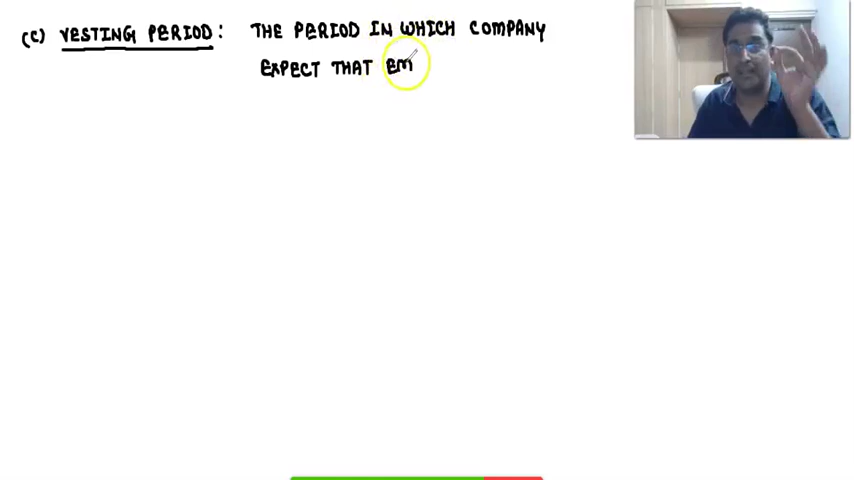 (C) VESTING PERIOD : THE PERIOD IN WHICH COMPANY
EXPECT THAT EM